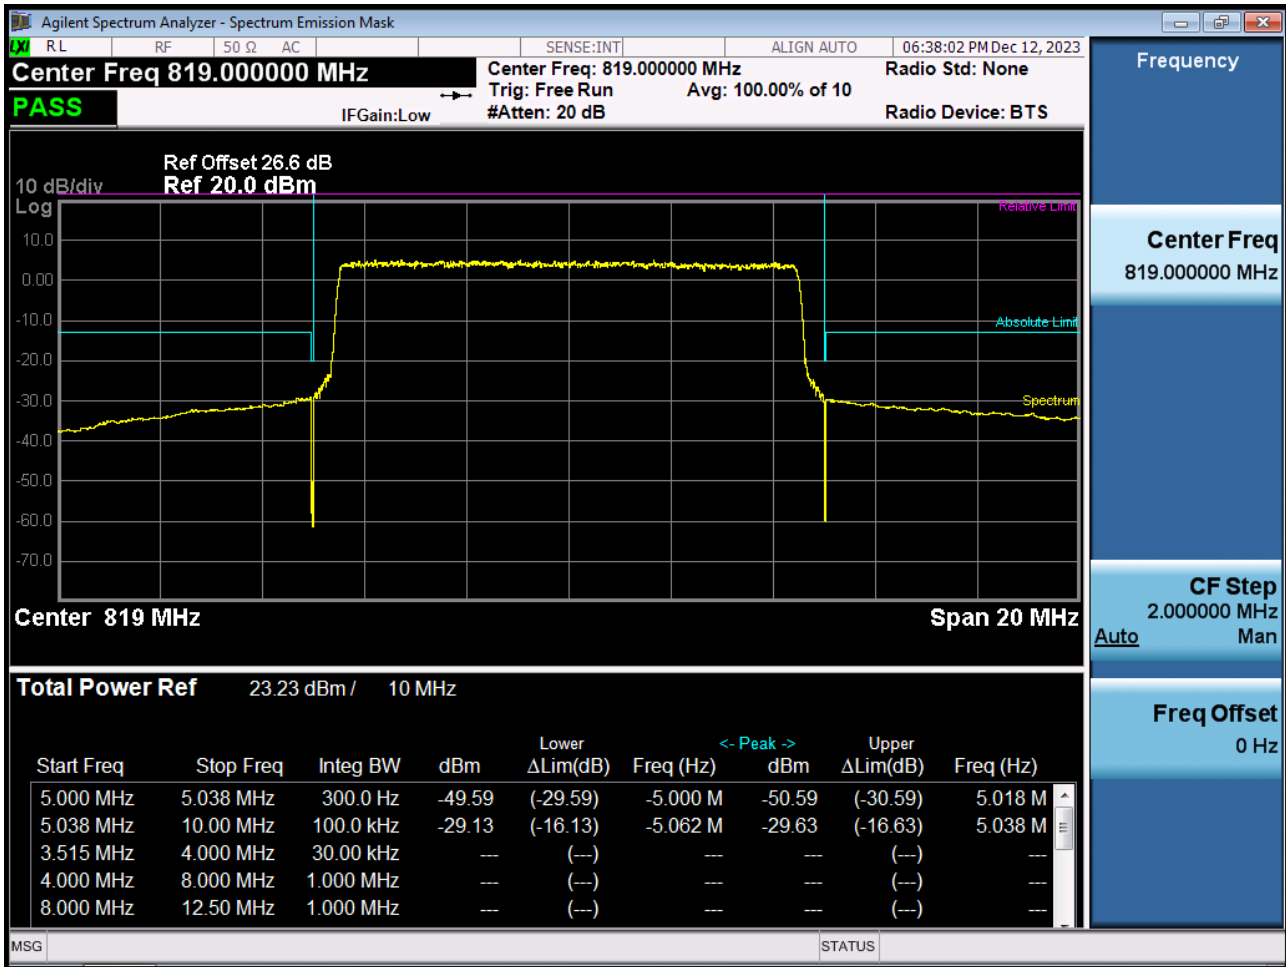 Agilent Spectrum Analyzer - Spectrum Emission Mask
LXI RL RF 50 Ω AC SENSE:INT ALIGN AUTO 06:38:02 PM Dec 12, 2023
Center Freq 819.000000 MHz
Center Freq: 819.000000 MHz Radio Std: None
Trig: Free Run Avg: 100.00% of 10
PASS IFGain:Low #Atten: 20 dB Radio Device: BTS
Ref Offset 26.6 dB
10 dB/div Ref 20.0 dBm
Log
Relative Limit
10.0
0.00
-10.0
Absolute Limit
-20.0
-30.0
Spectrum
-40.0
-50.0
-60.0
-70.0
Center 819 MHz Span 20 MHz
Total Power Ref 23.23 dBm / 10 MHz
Lower <- Peak -> Upper
Start Freq Stop Freq Integ BW dBm ΔLim(dB) Freq (Hz) dBm ΔLim(dB) Freq (Hz)
5.000 MHz 5.038 MHz 300.0 Hz -49.59 (-29.59) -5.000 M -50.59 (-30.59) 5.018 M
5.038 MHz 10.00 MHz 100.0 kHz -29.13 (-16.13) -5.062 M -29.63 (-16.63) 5.038 M
3.515 MHz 4.000 MHz 30.00 kHz --- (---) --- --- (---) ---
4.000 MHz 8.000 MHz 1.000 MHz --- (---) --- --- (---) ---
8.000 MHz 12.50 MHz 1.000 MHz --- (---) --- --- (---) ---
MSG STATUS
Frequency
Center Freq
819.000000 MHz
CF Step
2.000000 MHz
Auto Man
Freq Offset
0 Hz